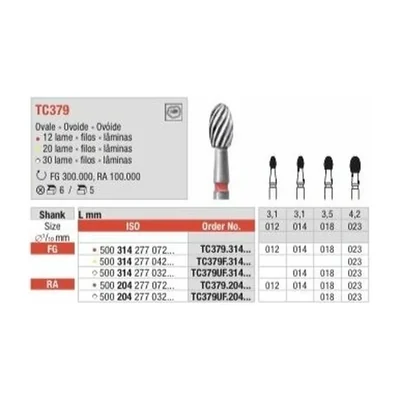 TC379
Ovale - Ovoide - Ovóide
12 lame - filos - lâminas
20 lame - filos - lâminas
30 lame - filos - lâminas
FG 300.000, RA 100.000
6 / 5
Shank L mm 3,1 3,1 3,5 4,2
Size ISO Order No. 012 014 018 023
Ø 1/10 mm
FG 500 314 277 072... TC379.314... 012 014 018 023
500 314 277 042... TC379F.314... 023
500 314 277 032... TC379UF.314... 014 018 023
RA 500 204 277 072... TC379.204... 012 014 018 023
500 204 277 032... TC379UF.204... 018 023
023